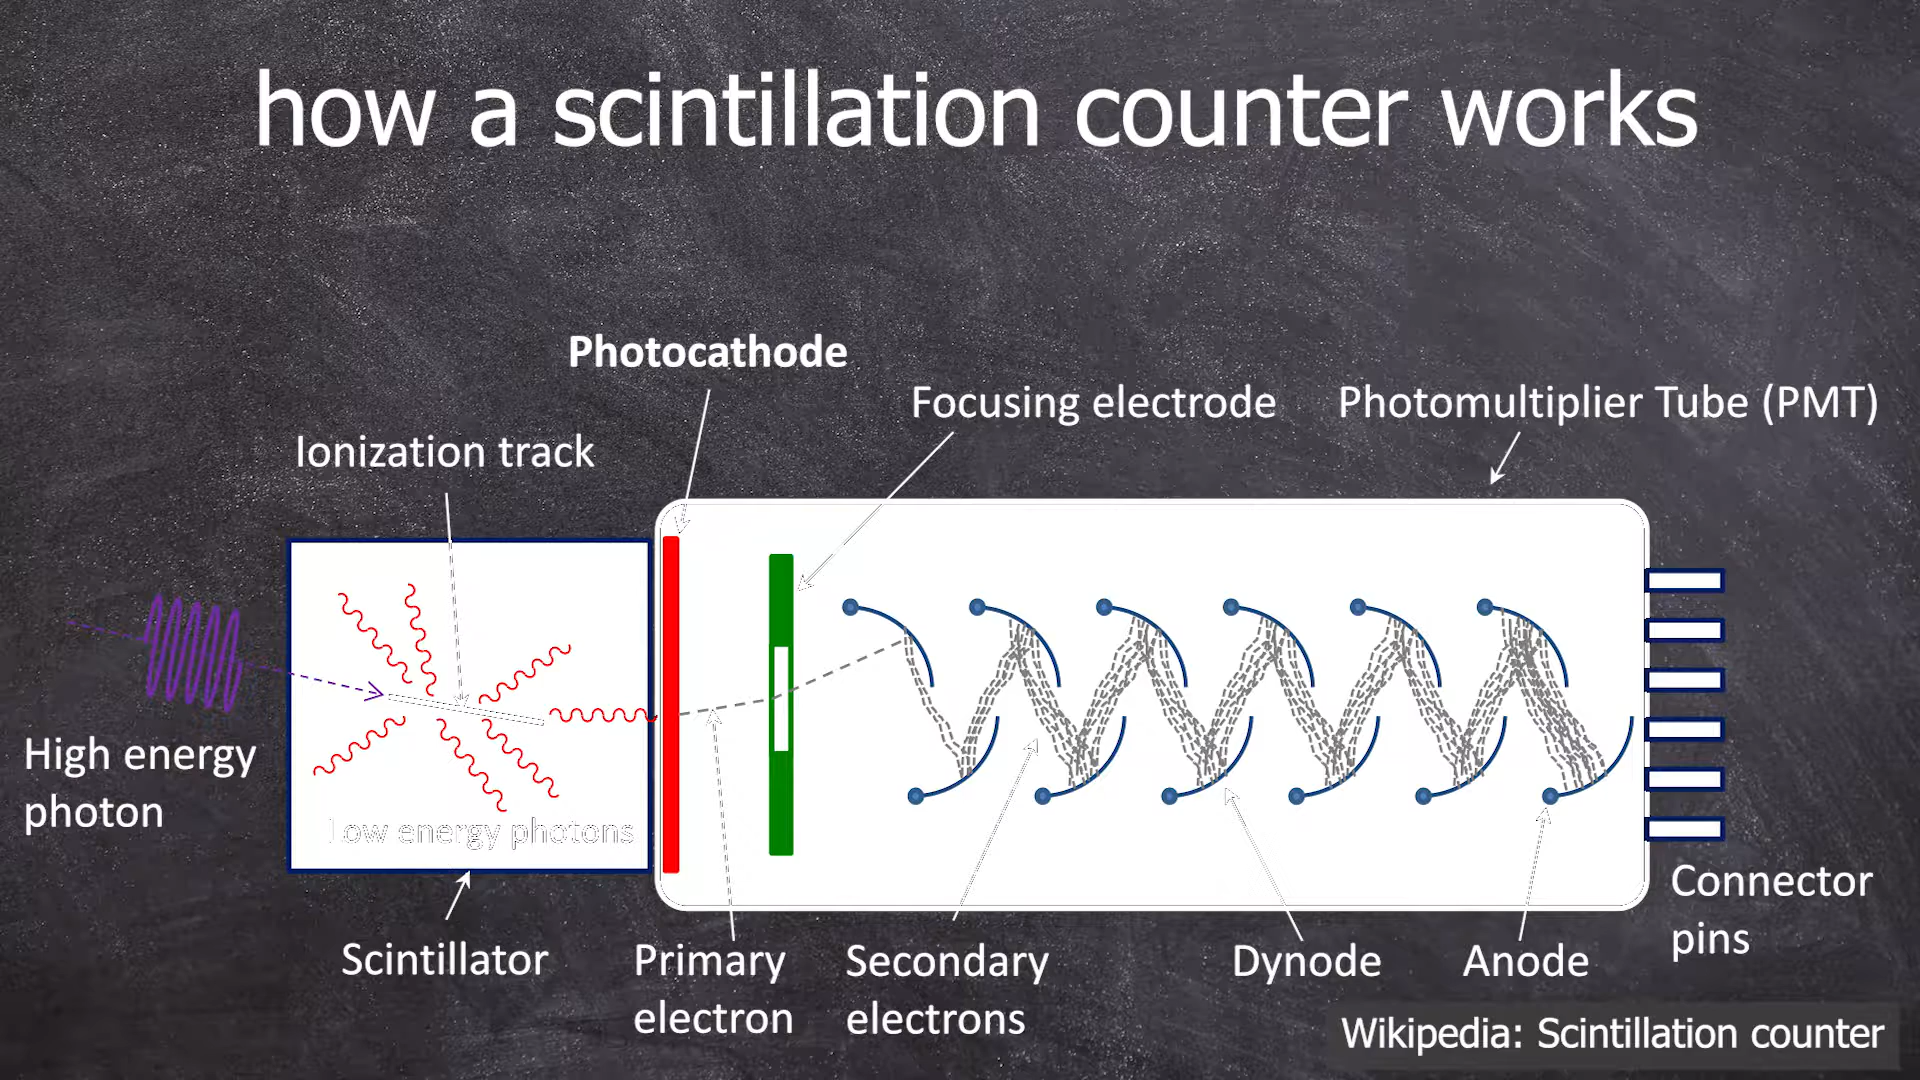 how a scintillation counter works
Photocathode
Focusing electrode
Photomultiplier Tube (PMT)
Ionization track
High energy
photon
Low energy photons
Scintillator
Primary
electron
Secondary
electrons
Dynode
Anode
Connector
pins
Wikipedia: Scintillation counter